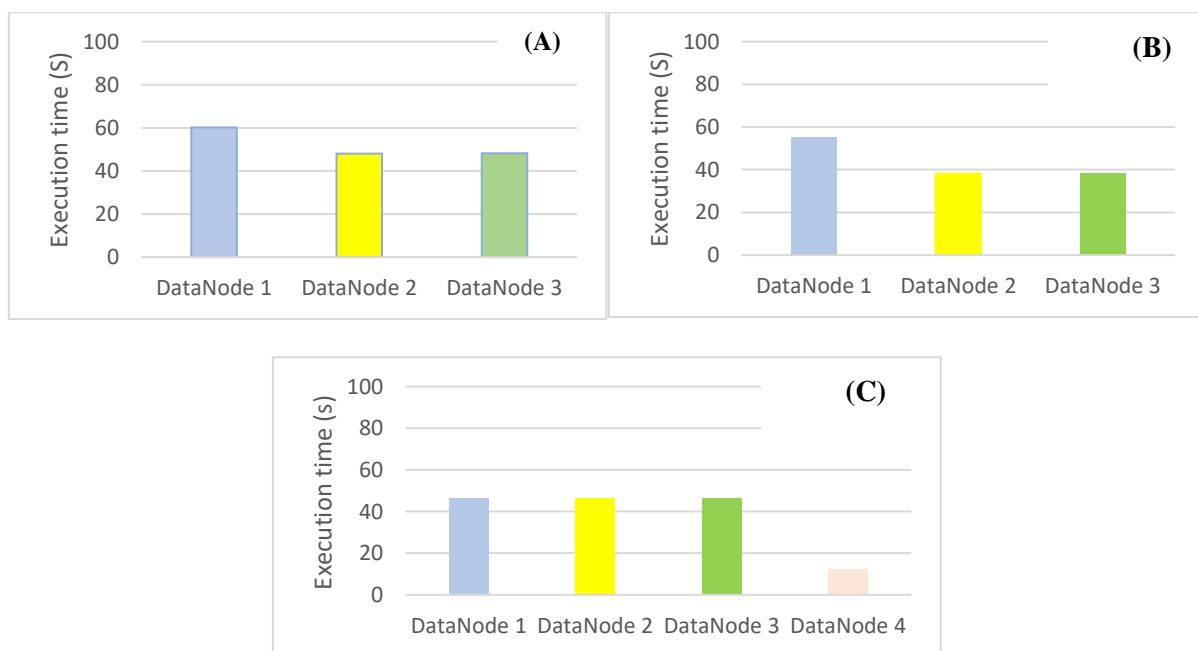 (A)
Execution time (S)
100
80
60
40
20
0
DataNode 1 DataNode 2 DataNode 3
(B)
Execution time (S)
100
80
60
40
20
0
DataNode 1 DataNode 2 DataNode 3
(C)
Execution time (s)
100
80
60
40
20
0
DataNode 1 DataNode 2 DataNode 3 DataNode 4